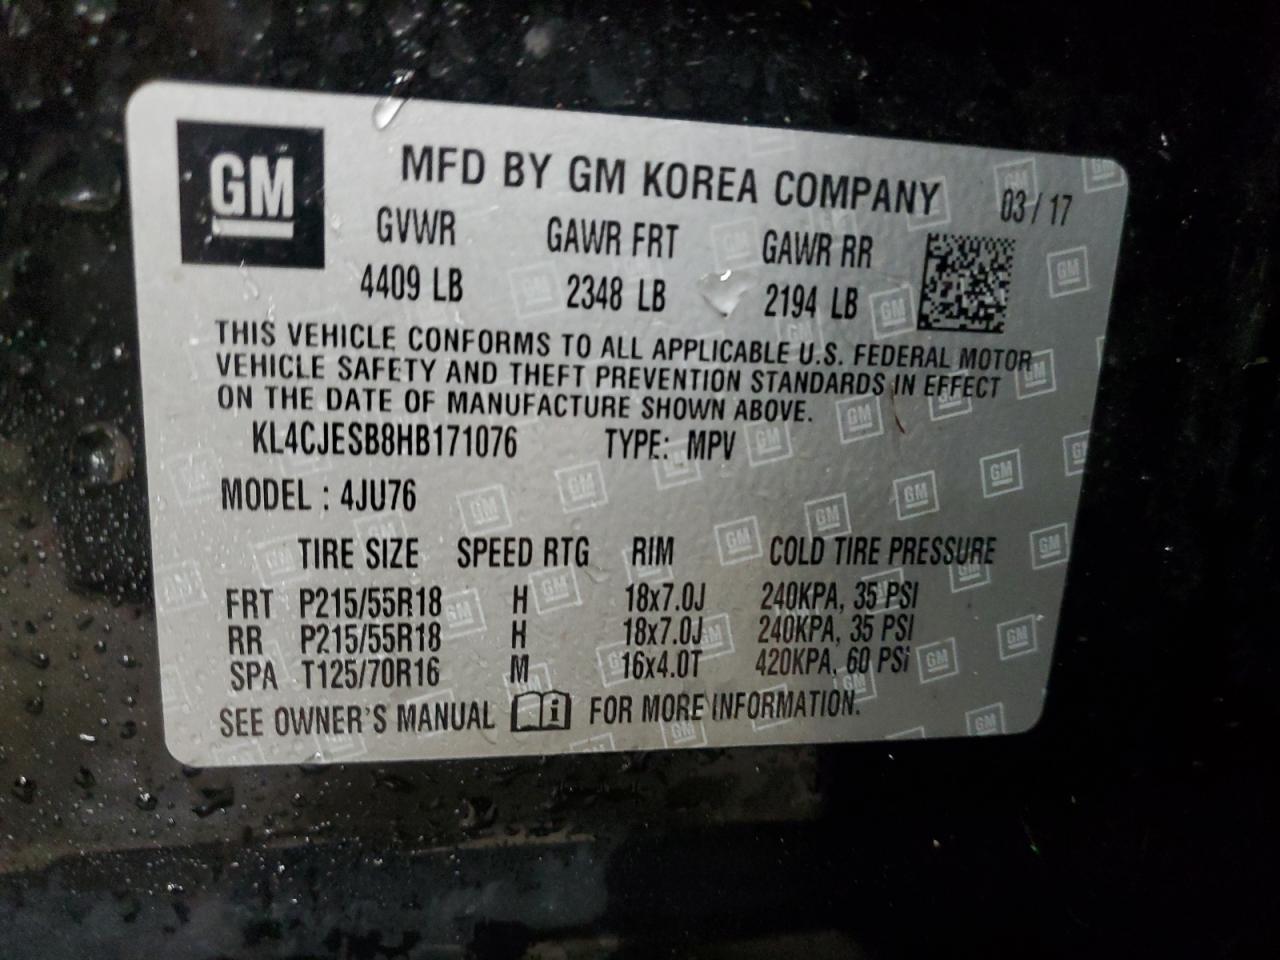 GM
MFD BY GM KOREA COMPANY 03/17
GVWR GAWR FRT GAWR RR
4409 LB 2348 LB 2194 LB
THIS VEHICLE CONFORMS TO ALL APPLICABLE U.S. FEDERAL MOTOR
VEHICLE SAFETY AND THEFT PREVENTION STANDARDS IN EFFECT
ON THE DATE OF MANUFACTURE SHOWN ABOVE.
KL4CJESB8HB171076 TYPE: MPV
MODEL : 4JU76
TIRE SIZE SPEED RTG RIM COLD TIRE PRESSURE
FRT P215/55R18 H 18x7.0J 240KPA, 35 PSI
RR P215/55R18 H 18x7.0J 240KPA, 35 PSI
SPA T125/70R16 M 16x4.0T 420KPA, 60 PSi
SEE OWNER'S MANUAL i FOR MORE INFORMATION.